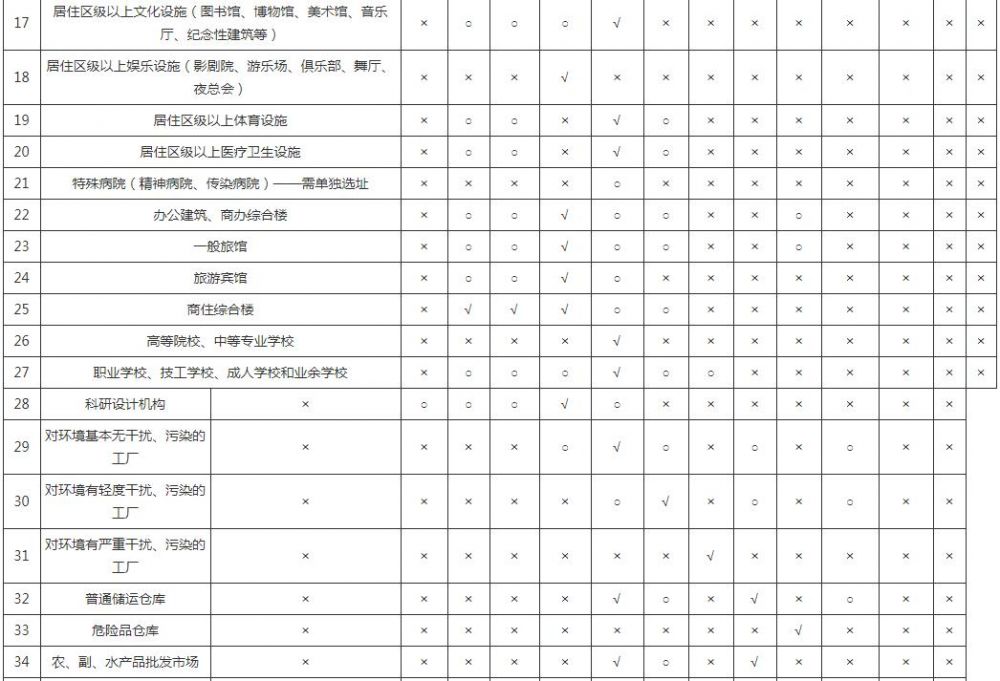 17 居住区级以上文化设施（图书馆、博物馆、美术馆、音乐 × ○ ○ ○ √ × × × × × × × ×
厅、纪念性建筑等）
18 居住区级以上娱乐设施（影剧院、游乐场、俱乐部、舞厅、 × × × √ × × × × × × × × ×
夜总会）
19 居住区级以上体育设施 × ○ ○ × √ ○ × × × × × × ×
20 居住区级以上医疗卫生设施 × ○ ○ × √ ○ × × × × × × ×
21 特殊病院（精神病院、传染病院）——需单独选址 × × × × ○ × × × × × × × ×
22 办公建筑、商办综合楼 × ○ ○ √ ○ ○ × × ○ × × × ×
23 一般旅馆 × ○ ○ √ ○ ○ × × ○ × × × ×
24 旅游宾馆 × ○ ○ √ ○ × × × × × × × ×
25 商住综合楼 × √ √ √ ○ ○ × × × × × × ×
26 高等院校、中等专业学校 × × × × √ × × × × × × × ×
27 职业学校、技工学校、成人学校和业余学校 × ○ ○ ○ √ ○ ○ × × × × × ×
28 科研设计机构 × ○ ○ ○ √ ○ × × × × × × ×
29 对环境基本无干扰、污染的 × × × × ○ √ ○ × ○ × ○ × ×
工厂
30 对环境有轻度干扰、污染的 × × × × × ○ √ × ○ × ○ × ×
工厂
31 对环境有严重干扰、污染的 × × × × × × × √ × × × × ×
工厂
32 普通储运仓库 × × × × × √ ○ × √ × ○ × ×
33 危险品仓库 × × × × × × × × × √ × × ×
34 农、副、水产品批发市场 × × × × × √ ○ × √ × × × ×